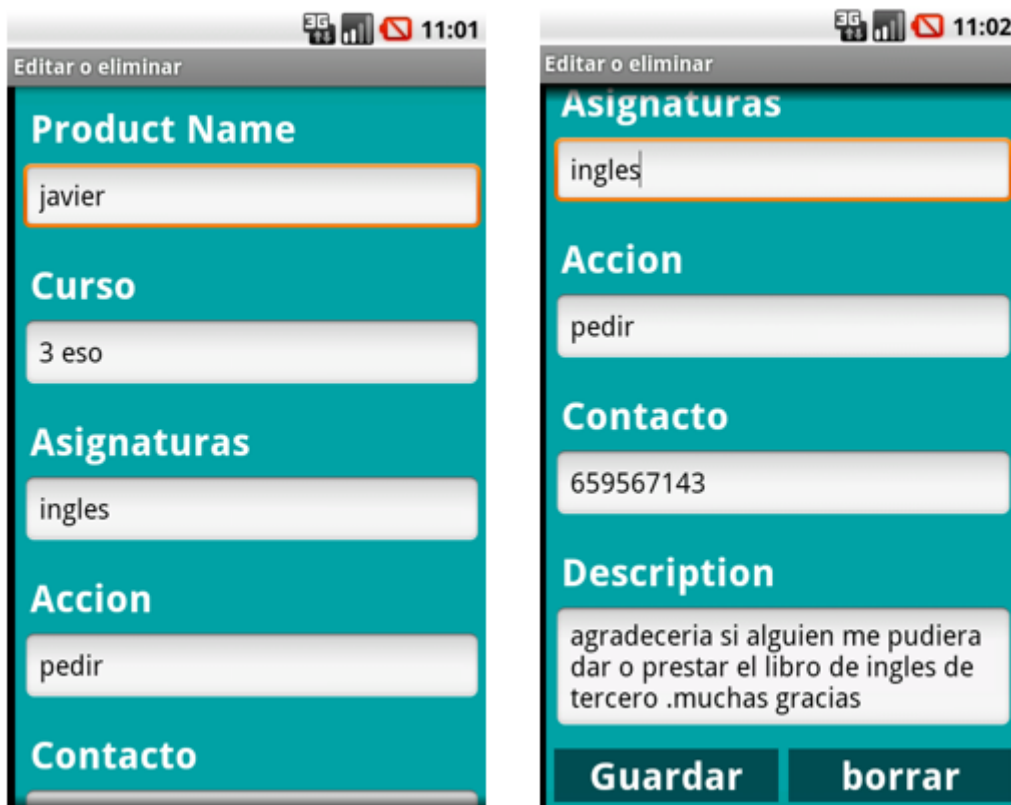 3G 11:01
Editar o eliminar
Product Name
javier
Curso
3 eso
Asignaturas
ingles
Accion
pedir
Contacto
3G 11:02
Editar o eliminar
Asignaturas
ingles
Accion
pedir
Contacto
659567143
Description
agradeceria si alguien me pudiera
dar o prestar el libro de ingles de
tercero .muchas gracias
Guardar borrar